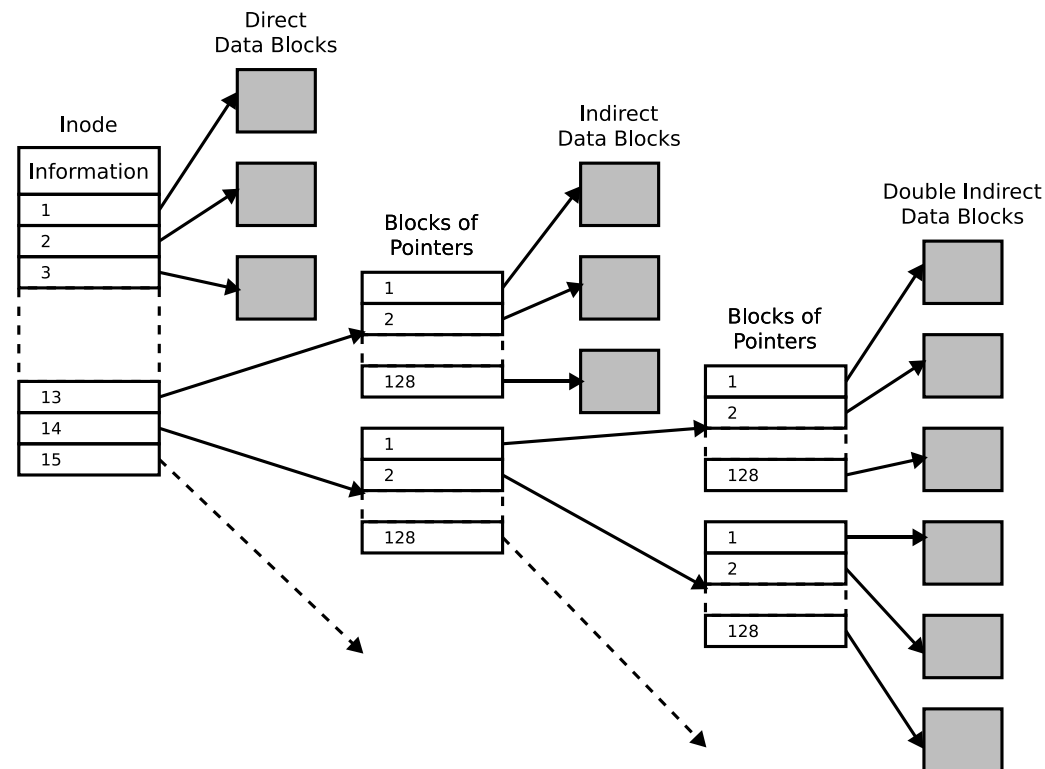 Direct
Data Blocks
Inode
Information
1
2
3
13
14
15
Blocks of
Pointers
1
2
128
1
2
128
Indirect
Data Blocks
Blocks of
Pointers
1
2
128
1
2
128
Double Indirect
Data Blocks